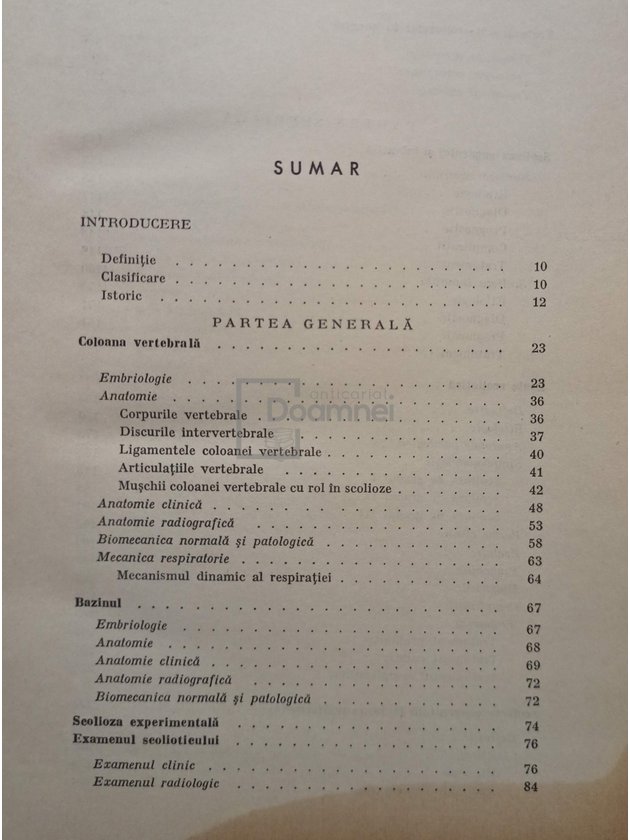 SUMAR
INTRODUCERE
Definiție . . . . . . . . . . . . . . . . . . . . . . . 10
Clasificare . . . . . . . . . . . . . . . . . . . . . . . 10
Istoric . . . . . . . . . . . . . . . . . . . . . . . . 12
PARTEA GENERALĂ
Coloana vertebrală . . . . . . . . . . . . . . . . . . . . 23
Embriologie . . . . . . . . . . . . . . . . . . . . . . . 23
Anatomie . . . . . . . . . . . . . . . . . . . . . . . . 36
Corpurile vertebrale . . . . . . . . . . . . . . . . . . 36
Discurile intervertebrale . . . . . . . . . . . . . . . . 37
Ligamentele coloanei vertebrale . . . . . . . . . . . . . 40
Articulațiile vertebrale . . . . . . . . . . . . . . . . 41
Mușchii coloanei vertebrale cu rol în scolioze . . . . . . . 42
Anatomie clinică . . . . . . . . . . . . . . . . . . . . 48
Anatomie radiografică . . . . . . . . . . . . . . . . . . 53
Biomecanica normală și patologică . . . . . . . . . . . . . 58
Mecanica respiratorie . . . . . . . . . . . . . . . . . . 63
Mecanismul dinamic al respirației . . . . . . . . . . . . 64
Bazinul . . . . . . . . . . . . . . . . . . . . . . . . 67
Embriologie . . . . . . . . . . . . . . . . . . . . . . 67
Anatomie . . . . . . . . . . . . . . . . . . . . . . . . 68
Anatomie clinică . . . . . . . . . . . . . . . . . . . . 69
Anatomie radiografică . . . . . . . . . . . . . . . . . . 72
Biomecanica normală și patologică . . . . . . . . . . . . . 72
Scolioza experimentală . . . . . . . . . . . . . . . . . . 74
Examenul scolioticului . . . . . . . . . . . . . . . . . . 76
Examenul clinic . . . . . . . . . . . . . . . . . . . . . 76
Examenul radiologic . . . . . . . . . . . . . . . . . . . 84
anticariat
Doamnei